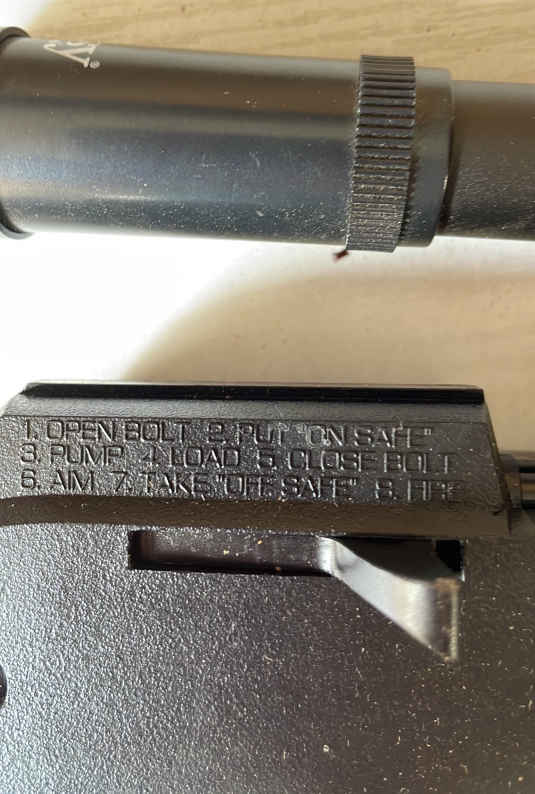 1. OPEN BOLT 2. PUT "ON SAFE"
3. PUMP 4. LOAD 5. CLOSE BOLT
6. AIM 7. TAKE "OFF SAFE" 8. FIRE